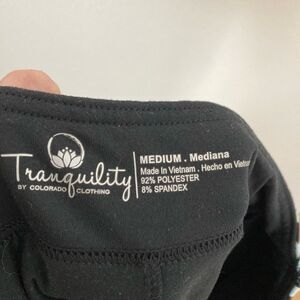 Tranquility
BY COLORADO CLOTHING
MEDIUM . Mediana
Made in Vietnam . Hecho en Vietnam
92% POLYESTER
8% SPANDEX